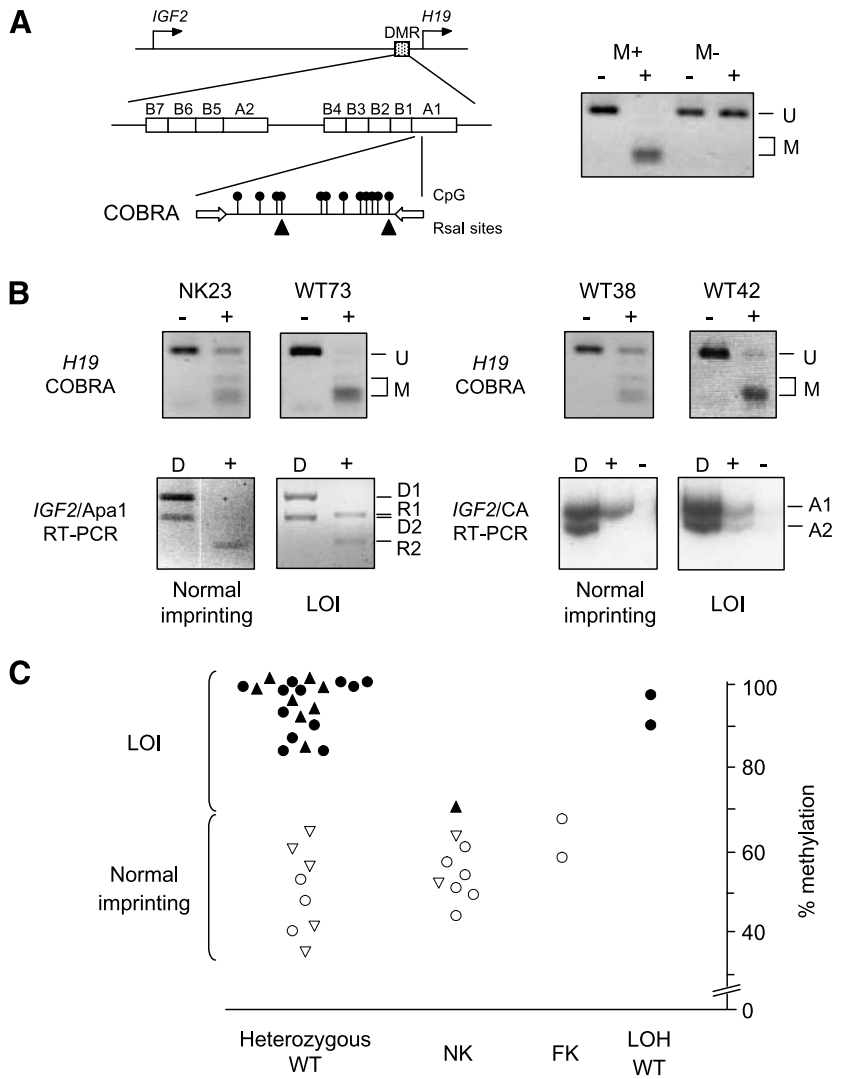 A
IGF2
H19
DMR
B7 B6 B5 A2 B4 B3 B2 B1 A1
COBRA
CpG
RsaI sites
M+ M-
- + - +
U
M
B
NK23 WT73 WT38 WT42
- + - + - + - +
H19
COBRA
U
M
H19
COBRA
U
M
D + D + D + - D + -
IGF2/Apa1
RT-PCR
D1
R1
D2
R2
IGF2/CA
RT-PCR
A1
A2
Normal
imprinting
LOI
Normal
imprinting
LOI
C
LOI
Normal
imprinting
100
80
60
40
0
% methylation
Heterozygous
WT
NK
FK
LOH
WT